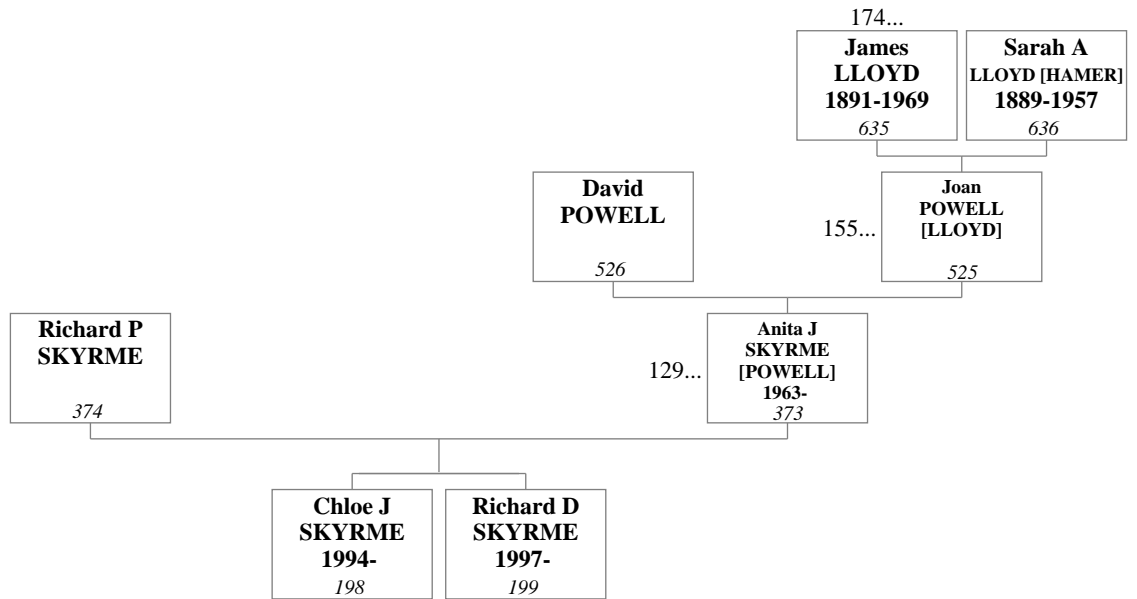 174...
James
LLOYD
1891-1969
635
Sarah A
LLOYD [HAMER]
1889-1957
636
David
POWELL
526
155...
Joan
POWELL
[LLOYD]
525
Richard P
SKYRME
374
129...
Anita J
SKYRME
[POWELL]
1963-
373
Chloe J
SKYRME
1994-
198
Richard D
SKYRME
1997-
199